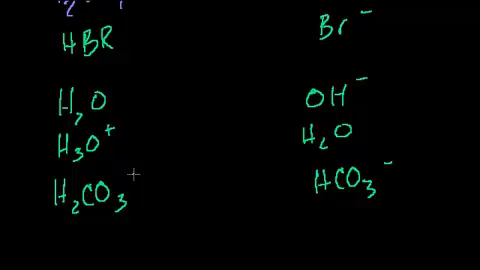 HBR Br⁻
H₂O OH⁻
H₃O⁺ H₂O
H₂CO₃ HCO₃⁻